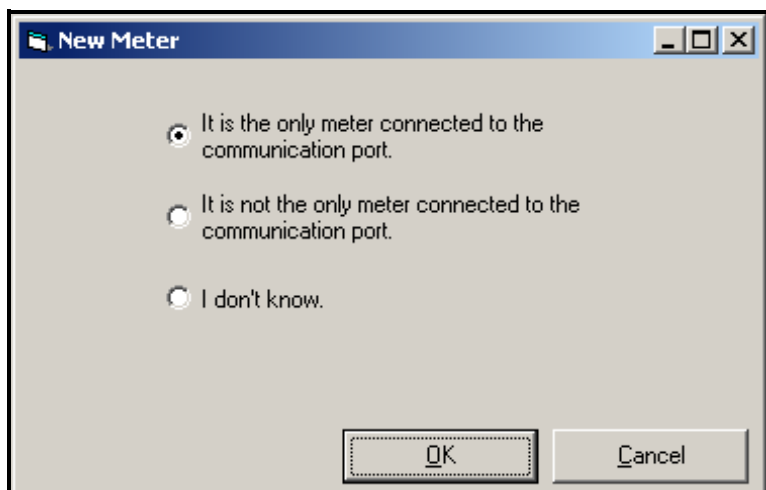 New Meter
It is the only meter connected to the
communication port.
It is not the only meter connected to the
communication port.
I don't know.
OK
Cancel